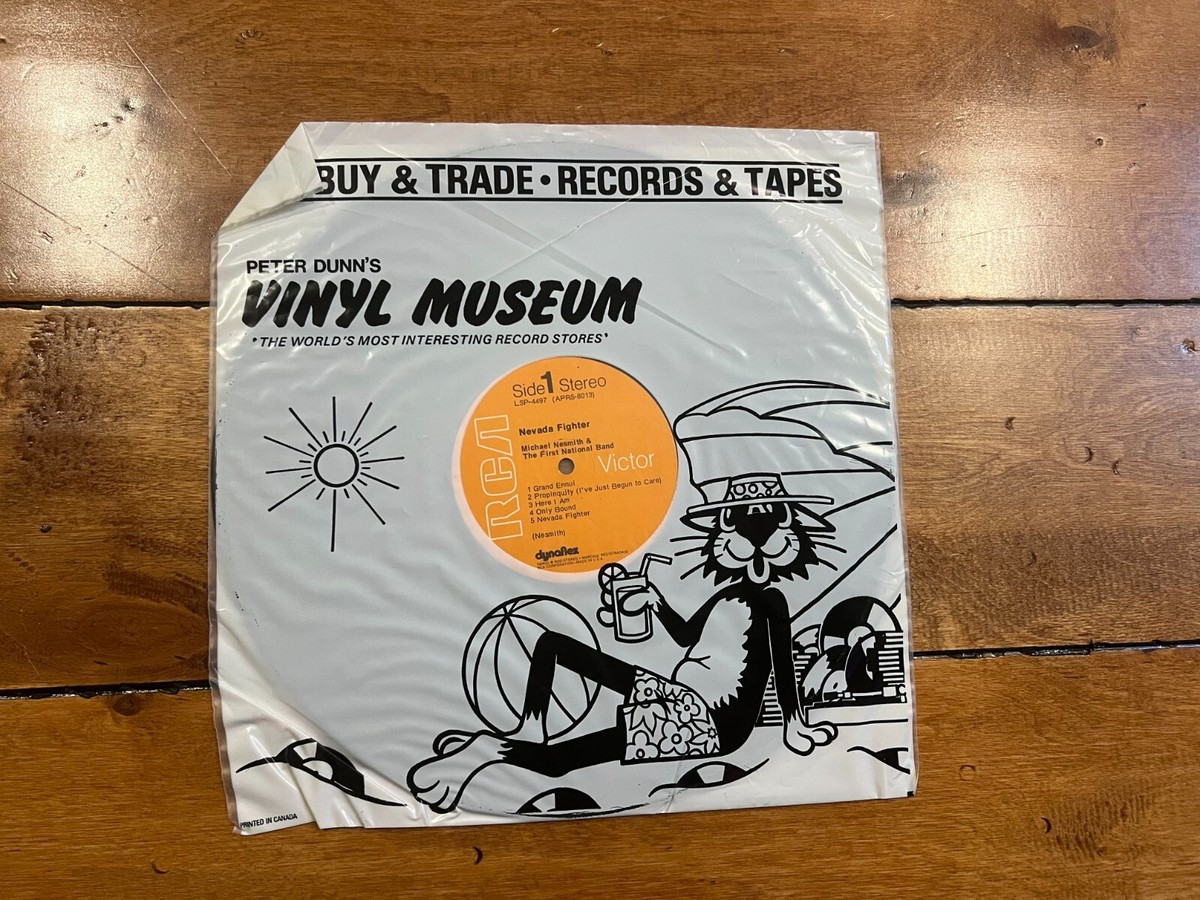 BUY & TRADE • RECORDS & TAPES
PETER DUNN'S
VINYL MUSEUM
"THE WORLD'S MOST INTERESTING RECORD STORES"
Side 1 Stereo
LSP-4497 (APRS-8013)
RCA
Nevada Fighter
Michael Nesmith &
The First National Band
Victor
1 Grand Ennui
2 Propinquity (I've Just Begun to Care)
3 Here I Am
4 Only Bound
5 Nevada Fighter
(Nesmith)
dynaflex
PRINTED IN CANADA